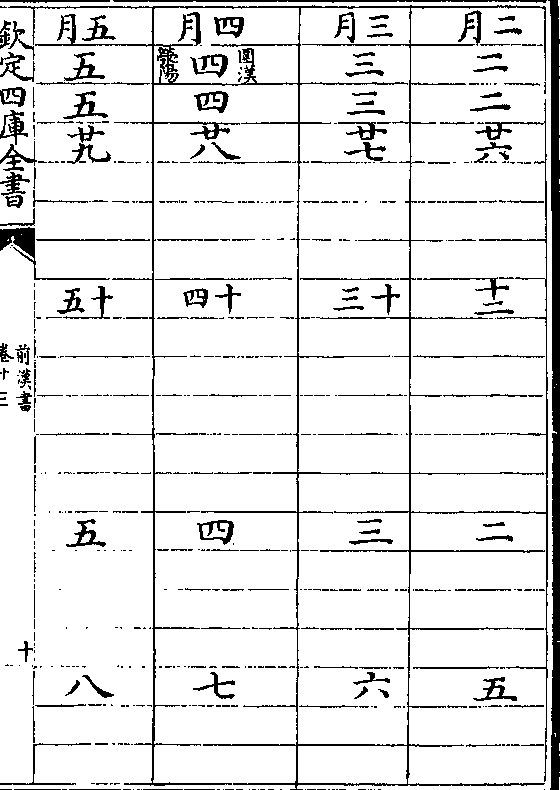 二月
二
二
廿六
十二
二
五
三月
三
三
廿七
十三
三
六
四月
四
圍漢
滎陽
四
廿八
十四
四
七
五月
五
五
廿九
十五
五
八
欽定四庫全書
前漢書
卷十三
十